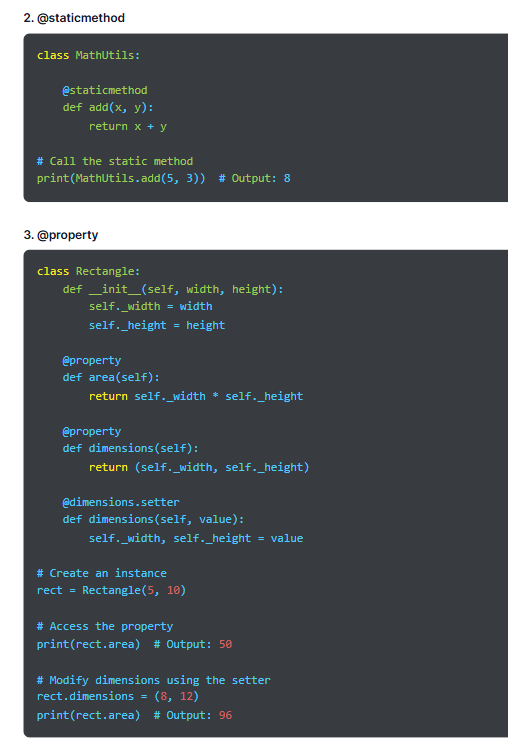 2. @staticmethod
class MathUtils:
@staticmethod
def add(x, y):
return x + y
# Call the static method
print(MathUtils.add(5, 3))  # Output: 8
3. @property
class Rectangle:
def __init__(self, width, height):
self._width = width
self._height = height
@property
def area(self):
return self._width * self._height
@property
def dimensions(self):
return (self._width, self._height)
@dimensions.setter
def dimensions(self, value):
self._width, self._height = value
# Create an instance
rect = Rectangle(5, 10)
# Access the property
print(rect.area)  # Output: 50
# Modify dimensions using the setter
rect.dimensions = (8, 12)
print(rect.area)  # Output: 96